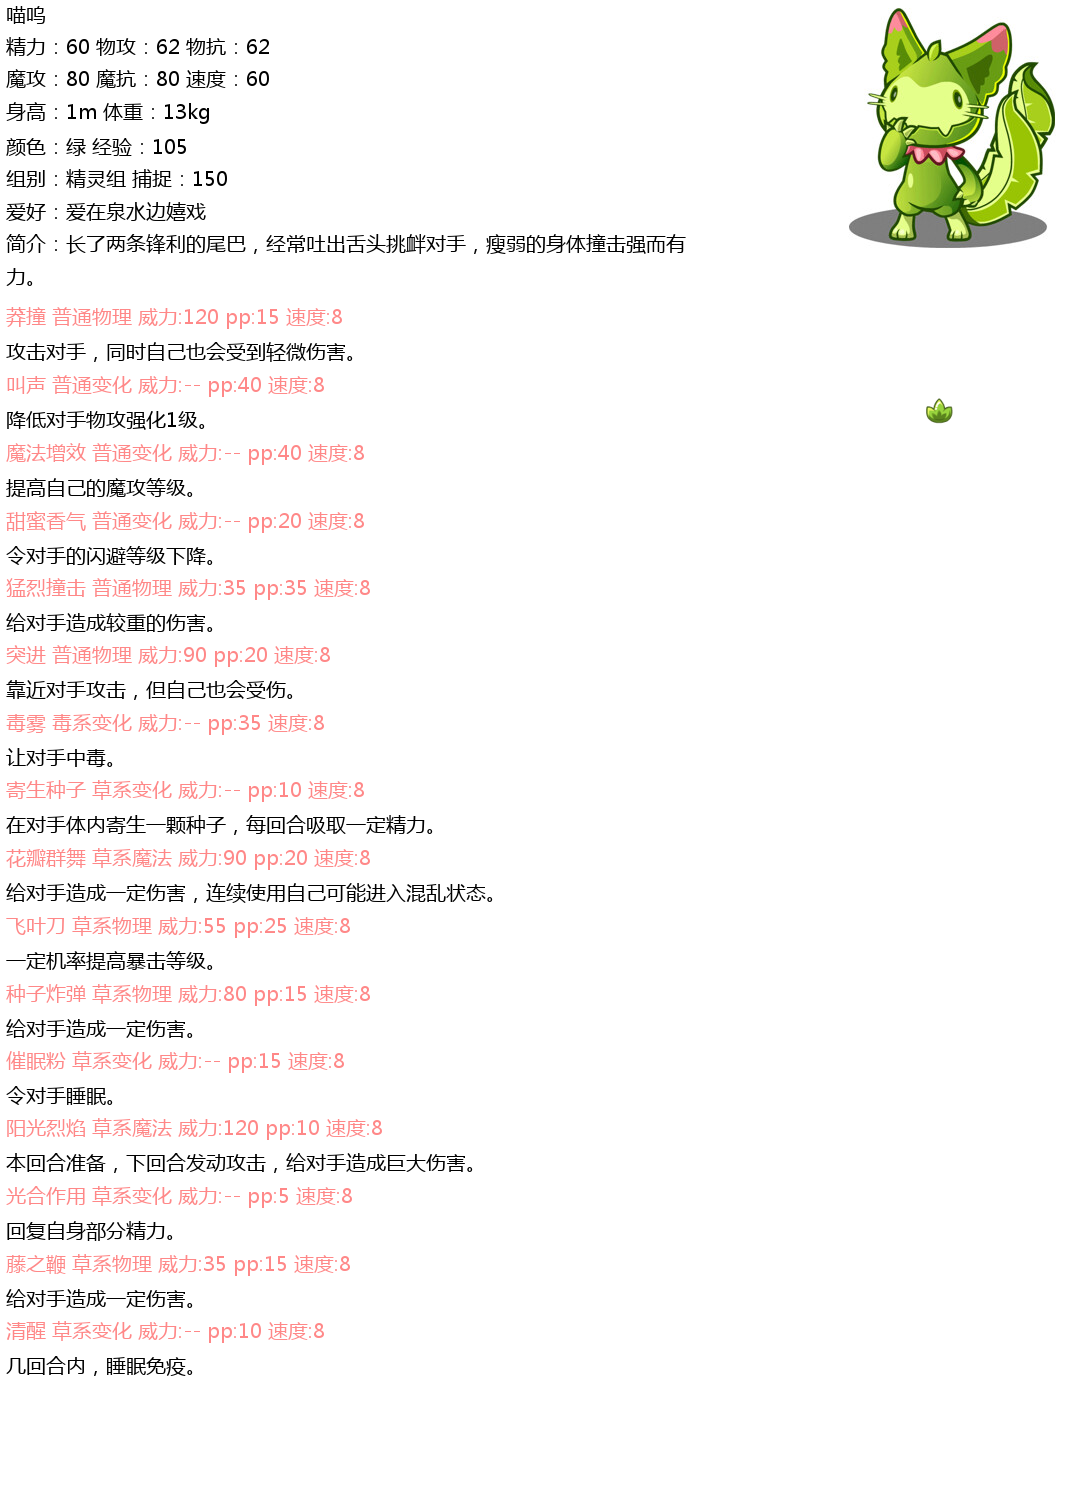 喵呜
精力：60 物攻：62 物抗：62
魔攻：80 魔抗：80 速度：60
身高：1m 体重：13kg
颜色：绿 经验：105
组别：精灵组 捕捉：150
爱好：爱在泉水边嬉戏
简介：长了两条锋利的尾巴，经常吐出舌头挑衅对手，瘦弱的身体撞击强而有
力。
莽撞 普通物理 威力:120 pp:15 速度:8
攻击对手，同时自己也会受到轻微伤害。
叫声 普通变化 威力:-- pp:40 速度:8
降低对手物攻强化1级。
魔法增效 普通变化 威力:-- pp:40 速度:8
提高自己的魔攻等级。
甜蜜香气 普通变化 威力:-- pp:20 速度:8
令对手的闪避等级下降。
猛烈撞击 普通物理 威力:35 pp:35 速度:8
给对手造成较重的伤害。
突进 普通物理 威力:90 pp:20 速度:8
靠近对手攻击，但自己也会受伤。
毒雾 毒系变化 威力:-- pp:35 速度:8
让对手中毒。
寄生种子 草系变化 威力:-- pp:10 速度:8
在对手体内寄生一颗种子，每回合吸取一定精力。
花瓣群舞 草系魔法 威力:90 pp:20 速度:8
给对手造成一定伤害，连续使用自己可能进入混乱状态。
飞叶刀 草系物理 威力:55 pp:25 速度:8
一定机率提高暴击等级。
种子炸弹 草系物理 威力:80 pp:15 速度:8
给对手造成一定伤害。
催眠粉 草系变化 威力:-- pp:15 速度:8
令对手睡眠。
阳光烈焰 草系魔法 威力:120 pp:10 速度:8
本回合准备，下回合发动攻击，给对手造成巨大伤害。
光合作用 草系变化 威力:-- pp:5 速度:8
回复自身部分精力。
藤之鞭 草系物理 威力:35 pp:15 速度:8
给对手造成一定伤害。
清醒 草系变化 威力:-- pp:10 速度:8
几回合内，睡眠免疫。